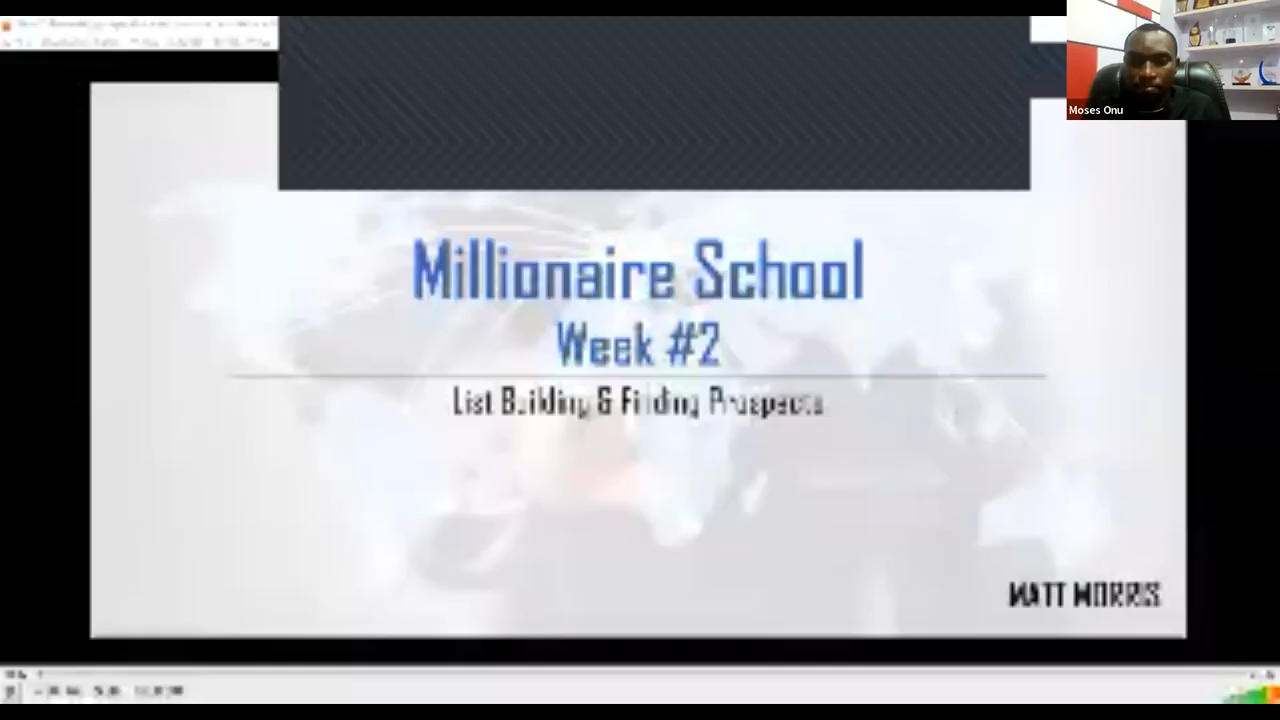 Moses Onu
Millionaire School
Week #2
List Building & Finding Prospects
MATT MORRIS